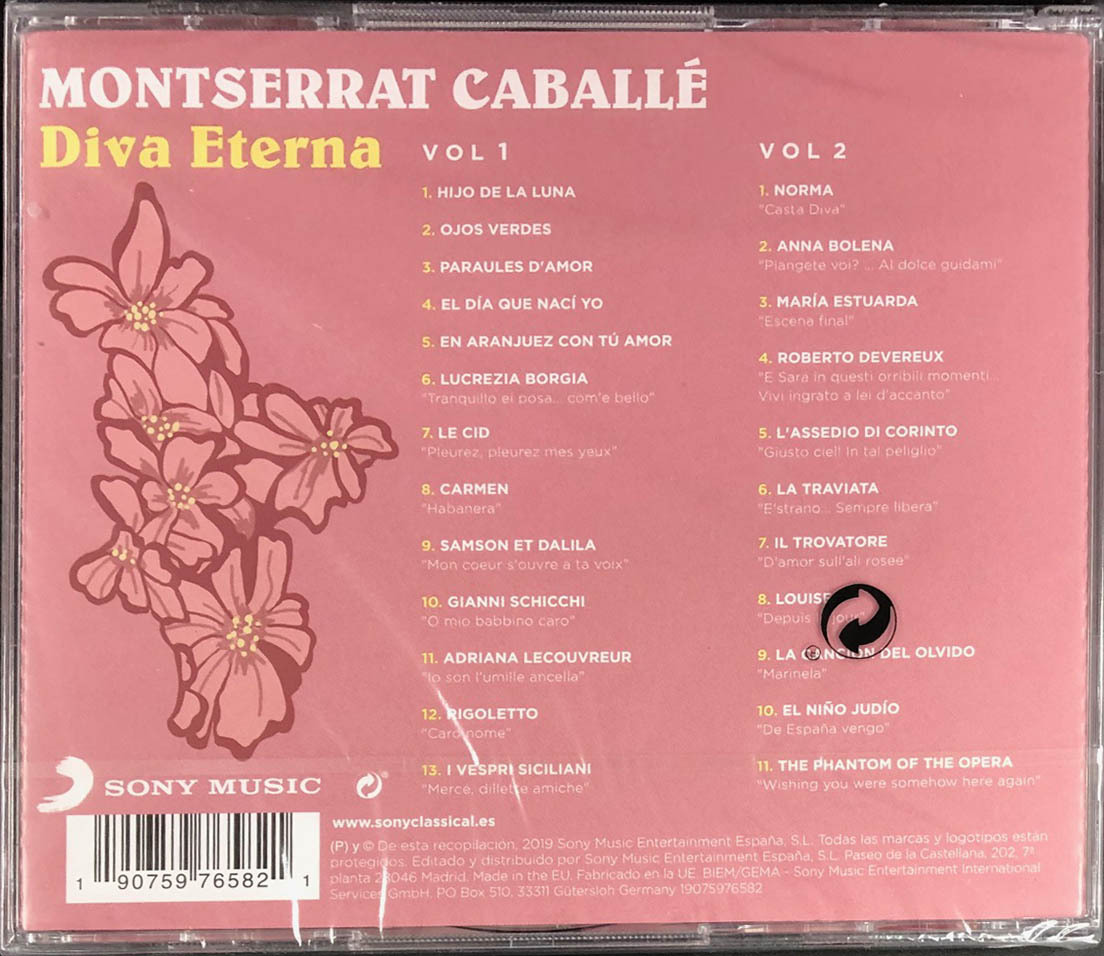 MONTSERRAT CABALLÉ
Diva Eterna
VOL 1
1. HIJO DE LA LUNA
2. OJOS VERDES
3. PARAULES D'AMOR
4. EL DÍA QUE NACÍ YO
5. EN ARANJUEZ CON TÚ AMOR
6. LUCREZIA BORGIA
"Tranquillo ei posa... com'e bello"
7. LE CID
"Pleurez, pleurez mes yeux"
8. CARMEN
"Habanera"
9. SAMSON ET DALILA
"Mon coeur s'ouvre a ta voix"
10. GIANNI SCHICCHI
"O mio babbino caro"
11. ADRIANA LECOUVREUR
"Io son l'umille ancella"
12. RIGOLETTO
"Caro nome"
13. I VESPRI SICILIANI
"Mercé, dillette amiche"
VOL 2
1. NORMA
"Casta Diva"
2. ANNA BOLENA
"Piangete voi? ... Al dolce guidami"
3. MARÍA ESTUARDA
"Escena final"
4. ROBERTO DEVEREUX
"E Sara in questi orribili momenti...
Vivi ingrato a lei d'accanto"
5. L'ASSEDIO DI CORINTO
"Giusto ciel! In tal peliglio"
6. LA TRAVIATA
"E'strano... Sempre libera"
7. IL TROVATORE
"D'amor sull'ali rosee"
8. LOUISE
"Depuis jour"
9. LA CANCIÓN DEL OLVIDO
"Marinela"
10. EL NIÑO JUDÍO
"De España vengo"
11. THE PHANTOM OF THE OPERA
"Wishing you were somehow here again"
SONY MUSIC
1 90759 76582 1
www.sonyclassical.es
(P) y © De esta recopilación, 2019 Sony Music Entertainment España, S.L. Todas las marcas y logotipos están
protegidos. Editado y distribuido por Sony Music Entertainment España, S.L. Paseo de la Castellana, 202, 7ª
planta 28046 Madrid. Made in the EU. Fabricado en la UE. BIEM/GEMA - Sony Music Entertainment International
Services GmbH, PO Box 510, 33311 Gütersloh Germany 19075976582